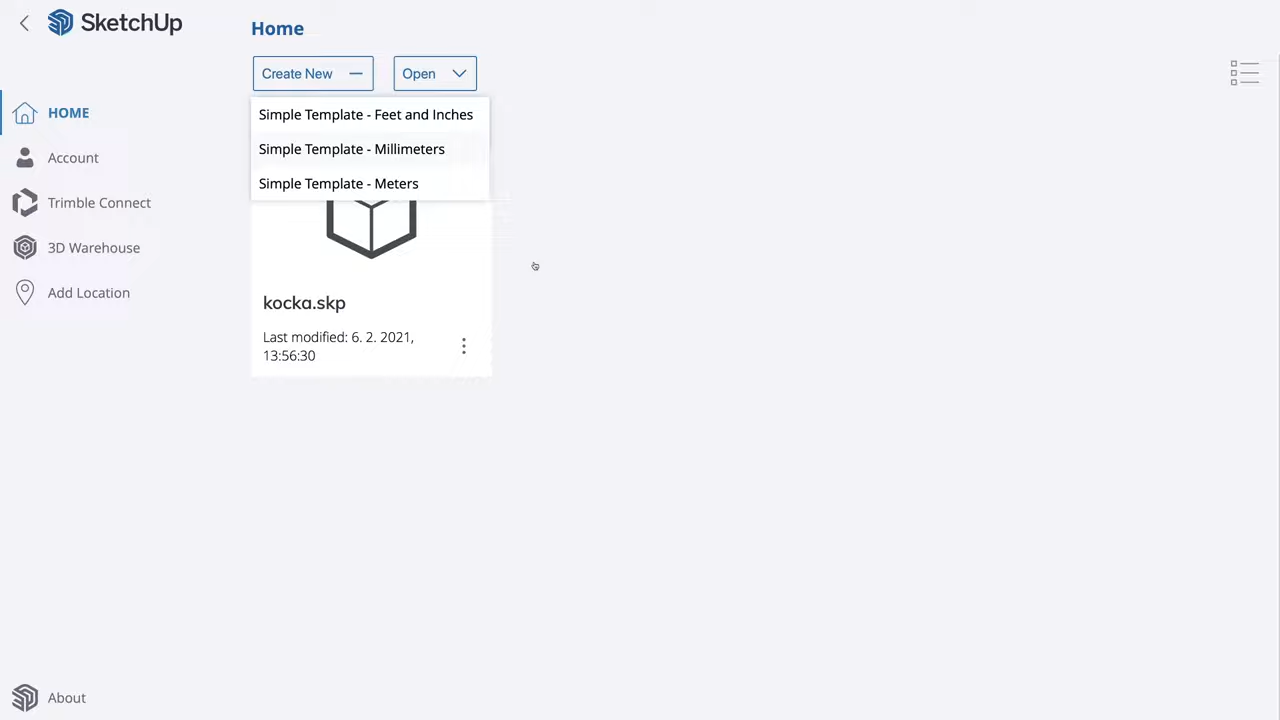 SketchUp
Home
Create New
Open
HOME
Simple Template - Feet and Inches
Simple Template - Millimeters
Simple Template - Meters
Account
Trimble Connect
3D Warehouse
Add Location
kocka.skp
Last modified: 6. 2. 2021,
13:56:30
About